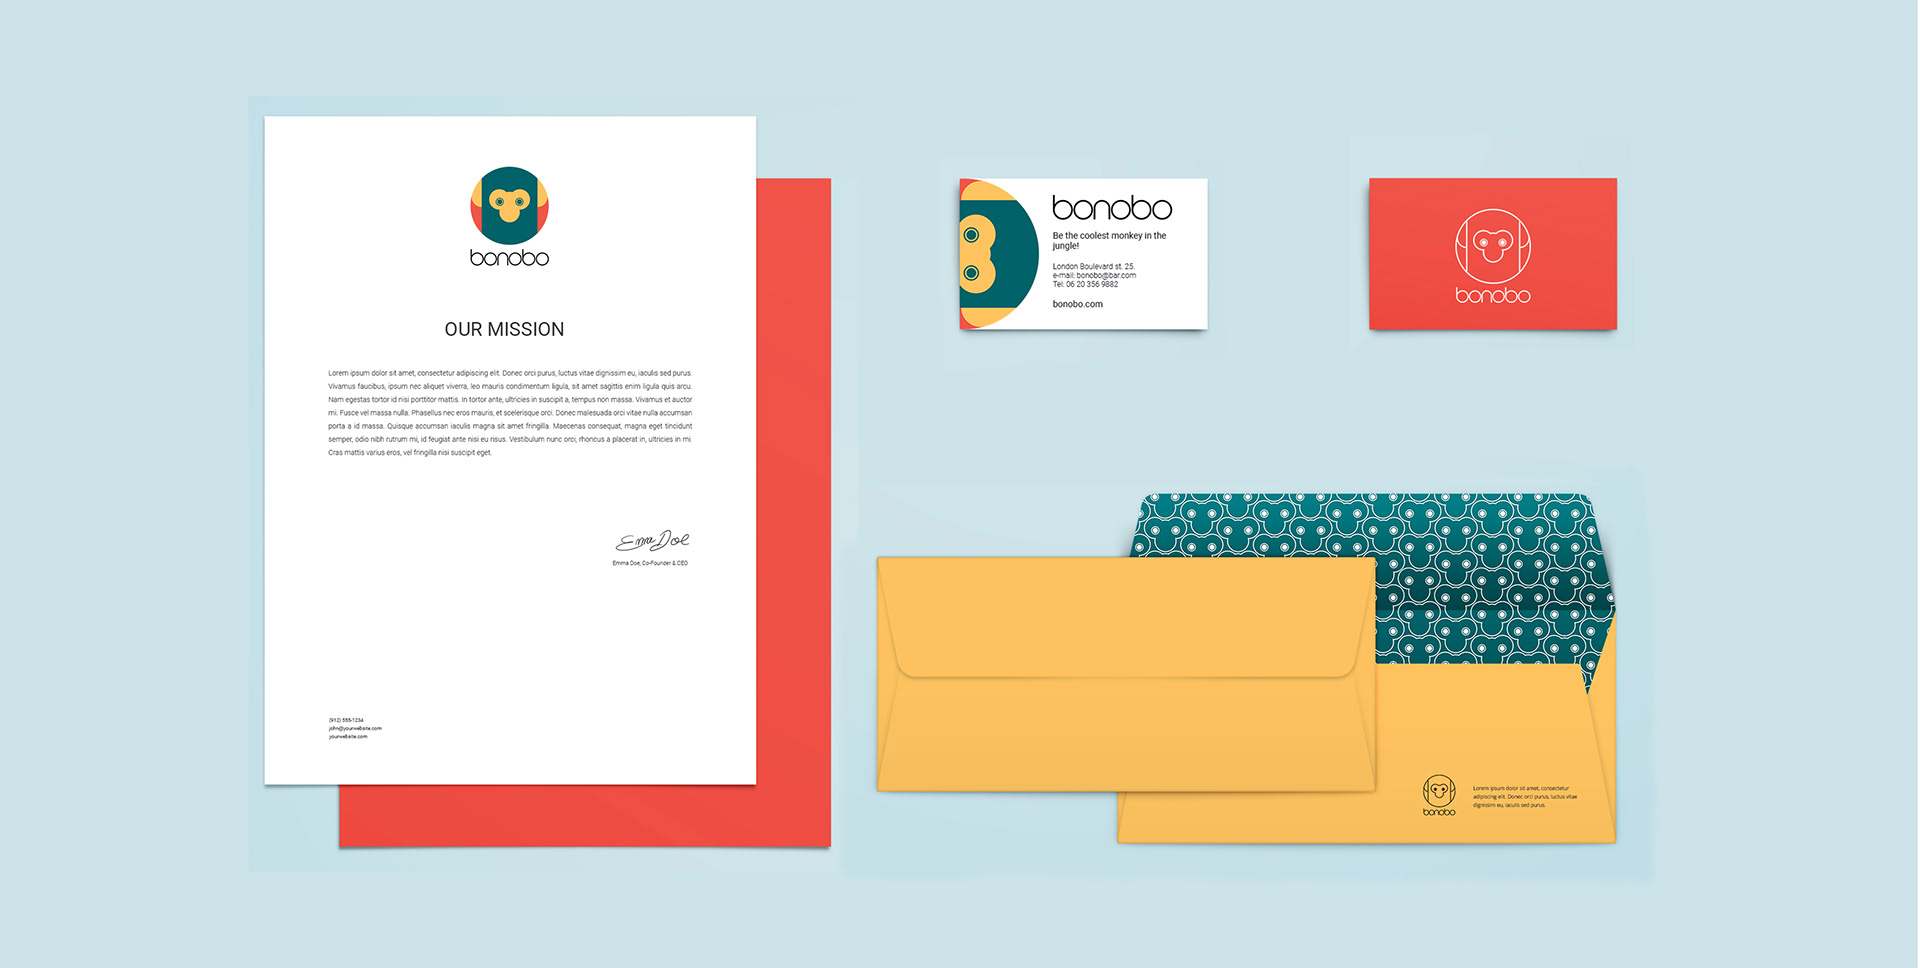 bonobo
OUR MISSION
Lorem ipsum dolor sit amet, consectetur adipiscing elit. Donec orci purus, luctus vitae dignissim eu, iaculis sed purus.
Vivamus faucibus, ipsum nec aliquet viverra, leo mauris condimentum ligula, sit amet sagittis enim ligula quis arcu.
Nam egestas tortor id nisi porttitor mattis. In tortor ante, ultricies in suscipit a, tempus non massa. Vivamus et auctor
mi. Fusce vel massa nulla. Phasellus nec eros mauris, et scelerisque orci. Donec malesuada orci vitae nulla accumsan
porta a id massa. Quisque accumsan iaculis magna sit amet fringilla. Maecenas consequat, magna eget tincidunt
semper, odio nibh rutrum mi, id feugiat ante nisi eu risus. Vestibulum nunc orci, rhoncus a placerat in, ultricies in mi.
Cras mattis varius eros, vel fringilla nisi suscipit eget.
Emma Doe
Emma Doe, Co-Founder & CEO
(912) 555-1234
john@yourwebsite.com
yourwebsite.com
bonobo
Be the coolest monkey in the
jungle!
London Boulevard st. 25.
e-mail: bonobo@bar.com
Tel: 06 20 356 9882
bonobo.com
bonobo
bonobo
Lorem ipsum dolor sit amet, consectetur
adipiscing elit. Donec orci purus, luctus vitae
dignissim eu, iaculis sed purus.